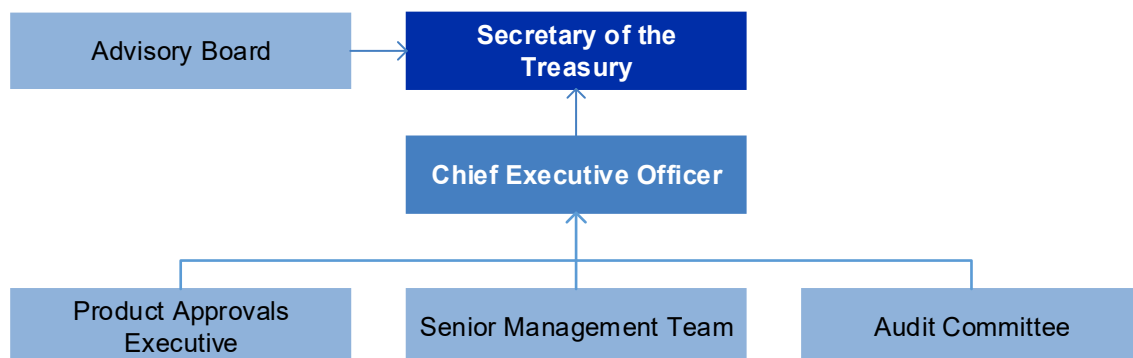 Advisory Board
Secretary of the
Treasury
Chief Executive Officer
Product Approvals
Executive
Senior Management Team
Audit Committee